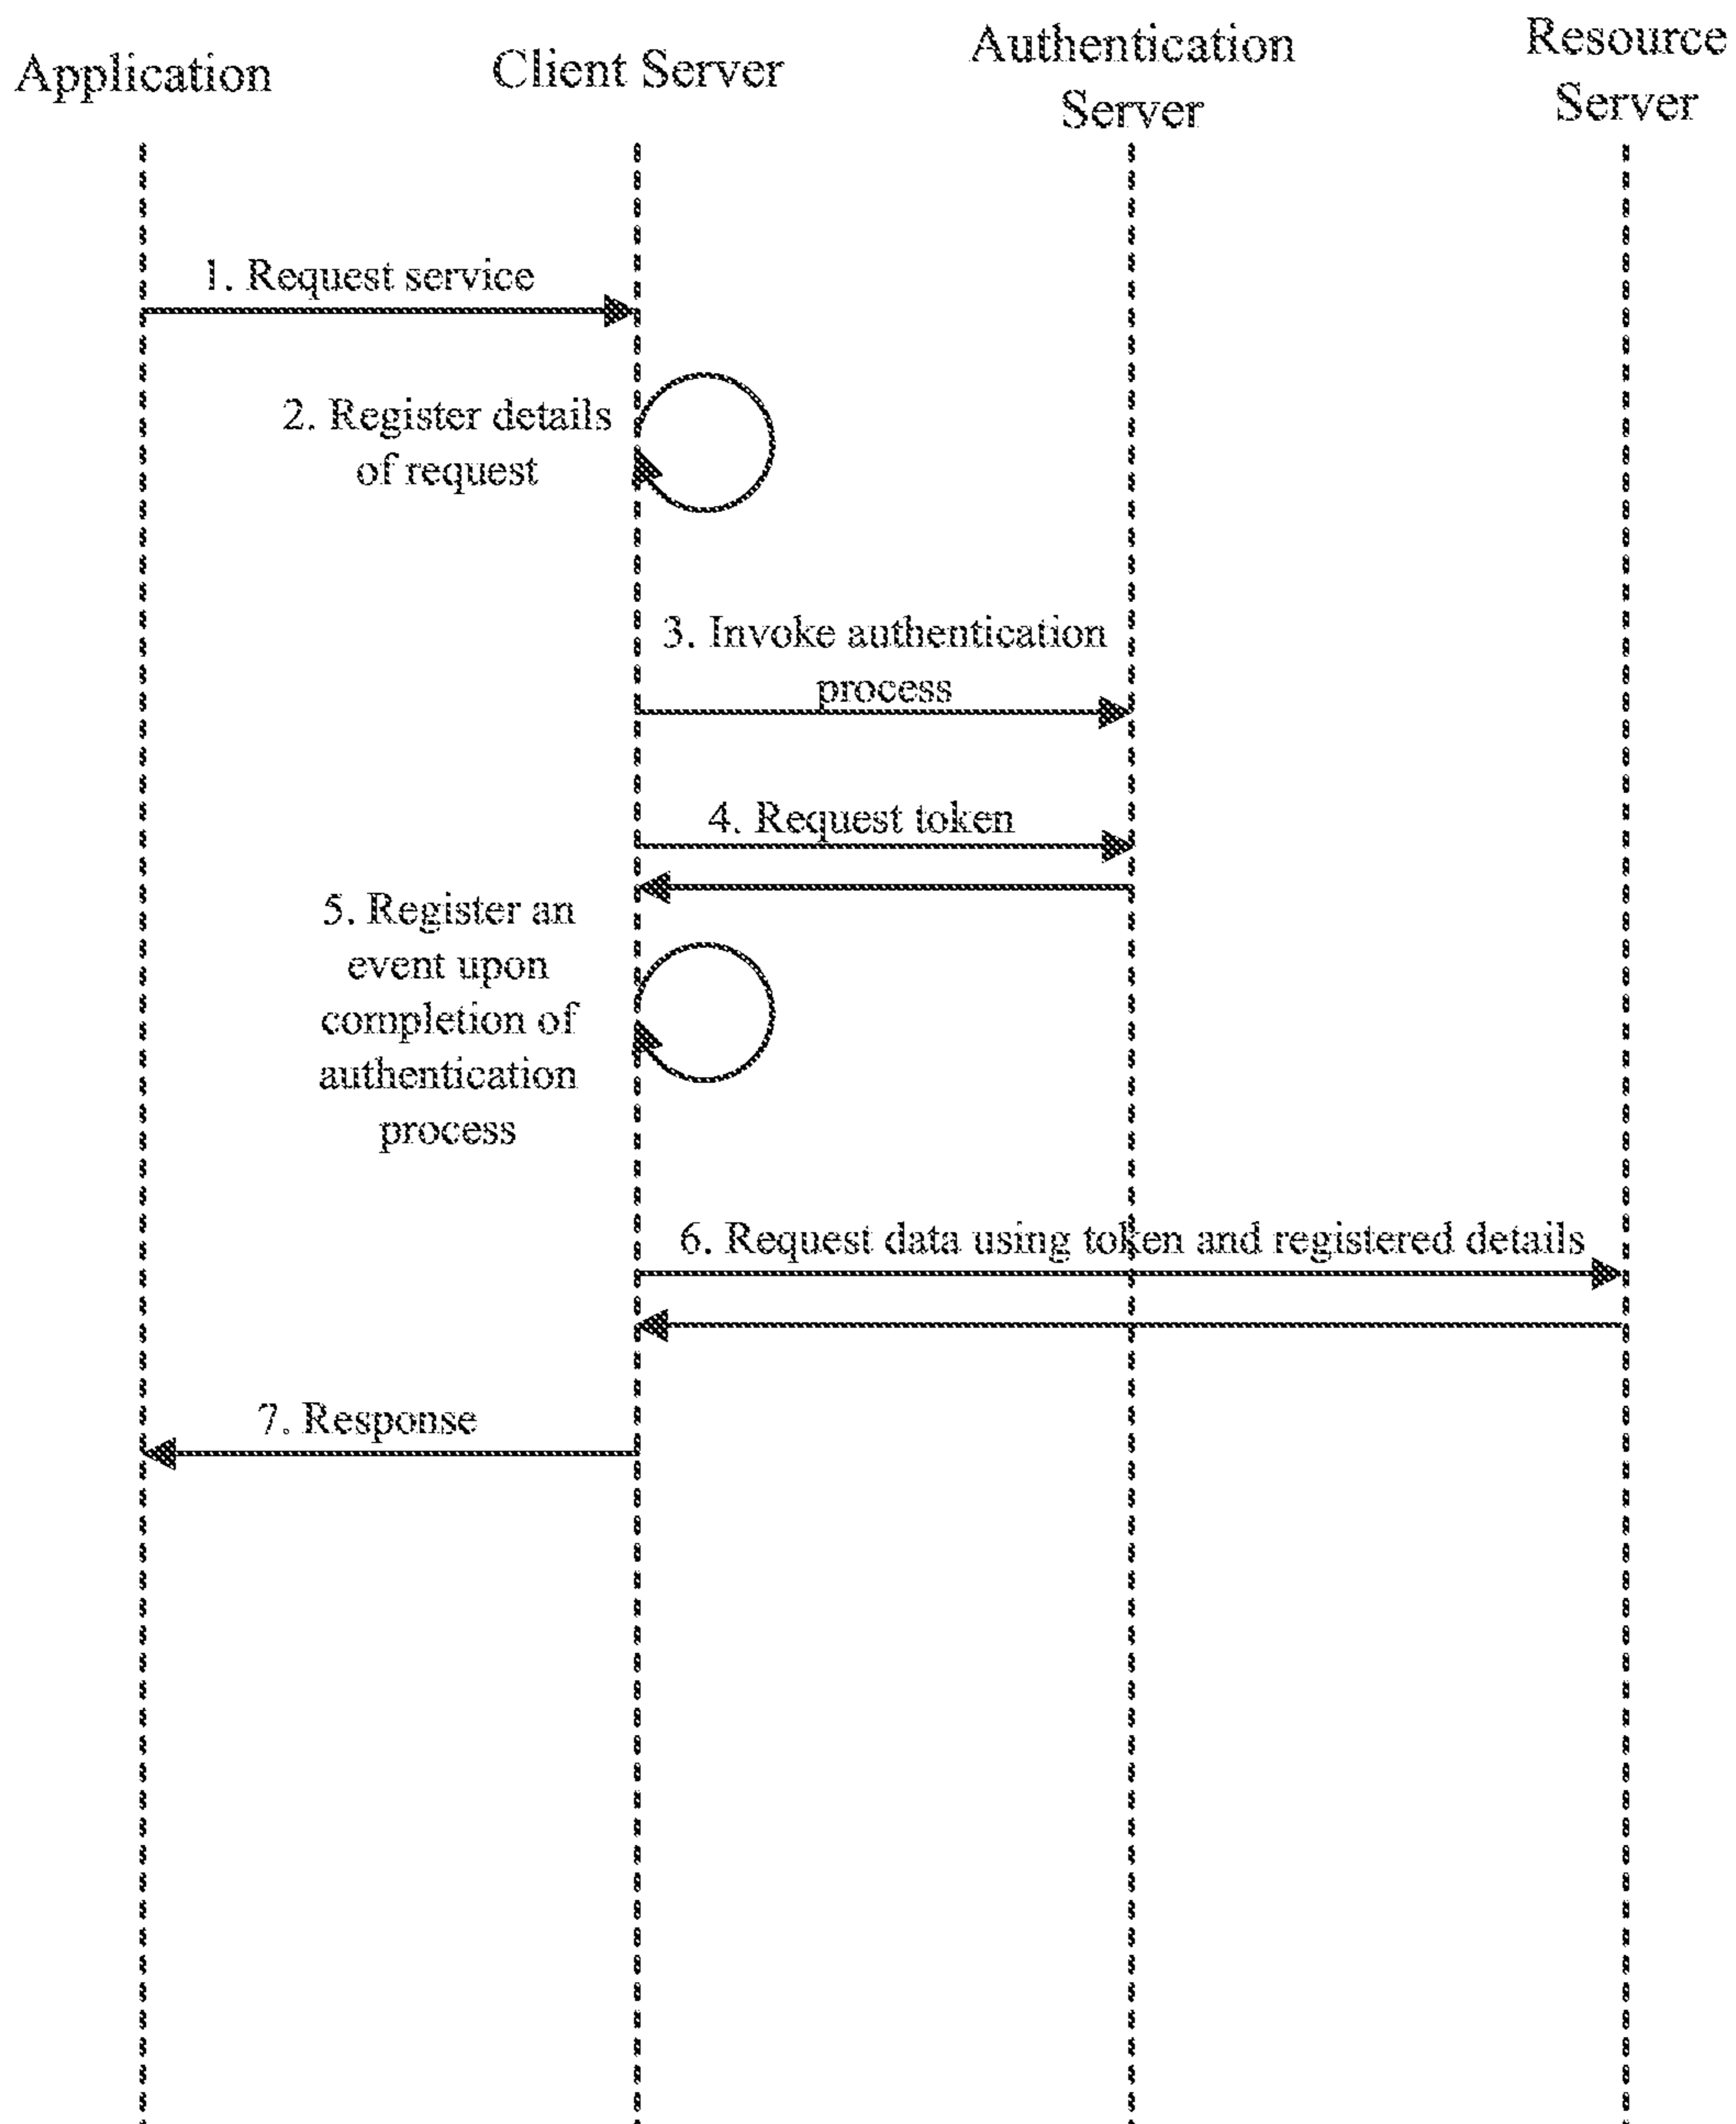 Application
Client Server
Authentication
Server
Resource
Server
1. Request service
2. Register details
of request
3. Invoke authentication
process
4. Request token
5. Register an
event upon
completion of
authentication
process
6. Request data using token and registered details
7. Response